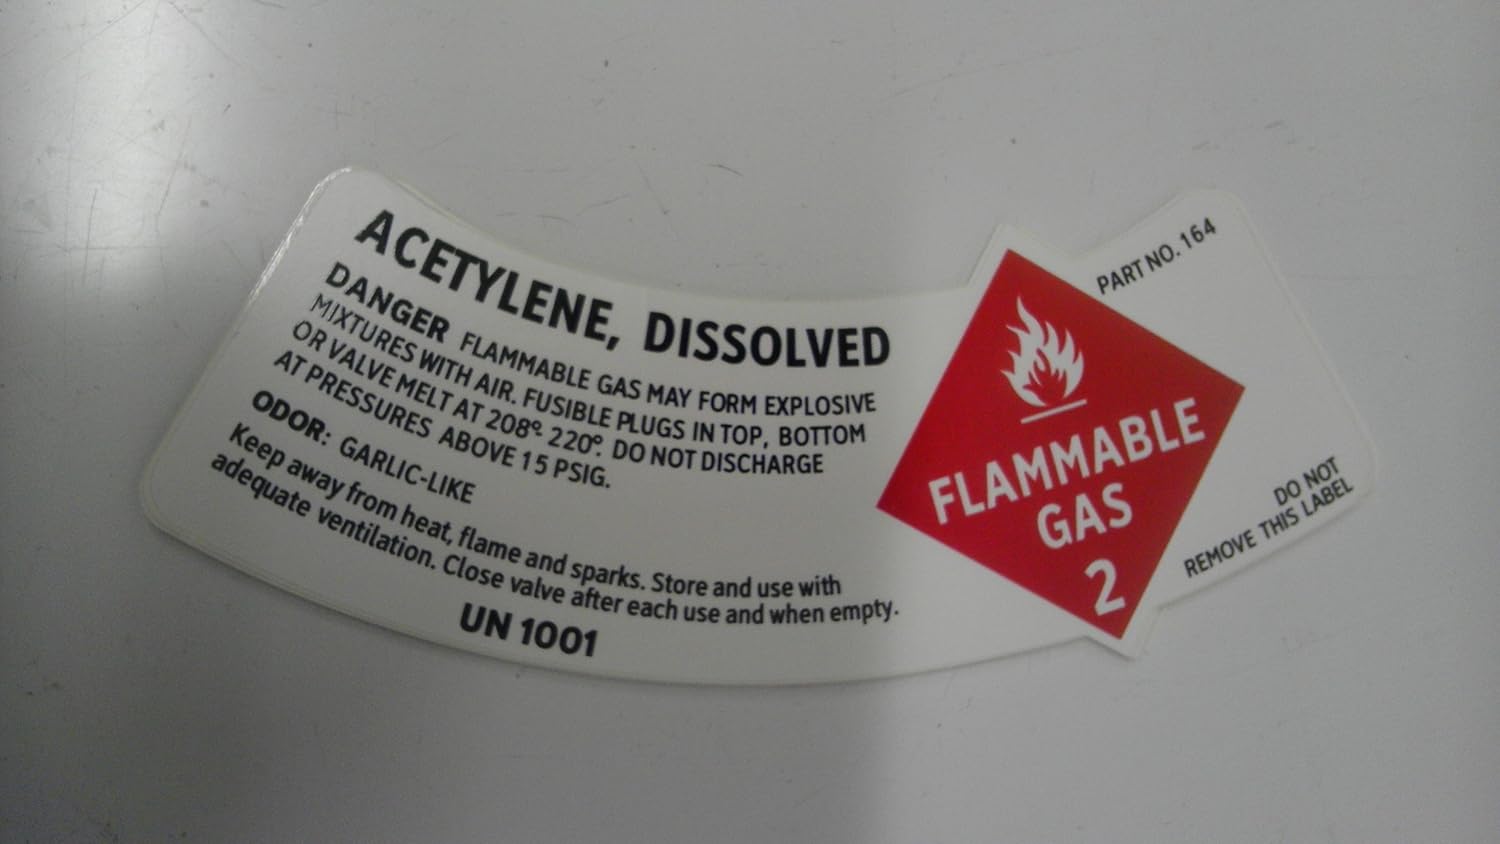 ACETYLENE, DISSOLVED
DANGER FLAMMABLE GAS MAY FORM EXPLOSIVE
MIXTURES WITH AIR. FUSIBLE PLUGS IN TOP, BOTTOM
OR VALVE MELT AT 208°- 220°. DO NOT DISCHARGE
AT PRESSURES ABOVE 15 PSIG.
ODOR: GARLIC-LIKE
Keep away from heat, flame and sparks. Store and use with
adequate ventilation. Close valve after each use and when empty.
UN 1001
FLAMMABLE
GAS
2
PART NO. 164
DO NOT
REMOVE THIS LABEL